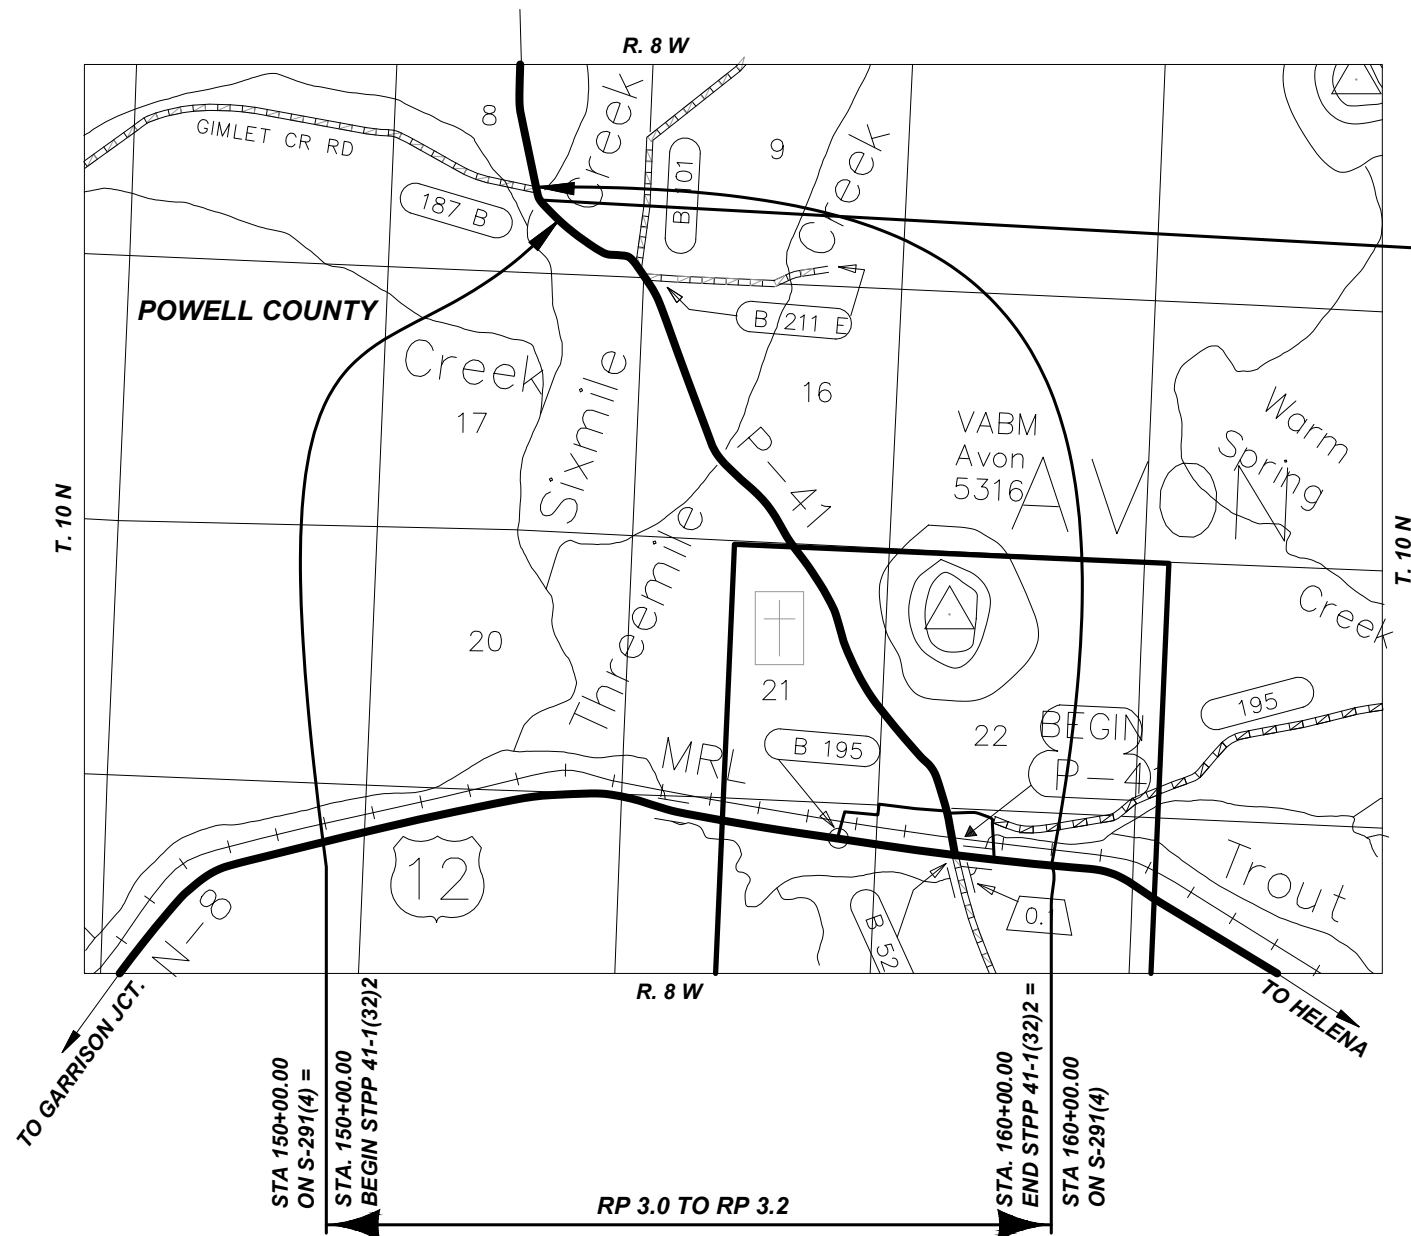 R. 8 W
8
Creek
9
GIMLET CR RD
B 101
Creek
187 B
POWELL COUNTY
B 211 E
Creek
17
Sixmile
16
P-41
VABM
Avon
5316
AVON
Warm
Spring
Creek
T. 10 N
T. 10 N
20
Threemile
21
22
BEGIN
P-4
195
MRL
B 195
12
N-8
Trout
B 52
0.1
R. 8 W
TO GARRISON JCT.
TO HELENA
STA 150+00.00
ON S-291(4) =
STA. 150+00.00
BEGIN STPP 41-1(32)2
STA. 160+00.00
END STPP 41-1(32)2 =
STA 160+00.00
ON S-291(4)
RP 3.0 TO RP 3.2